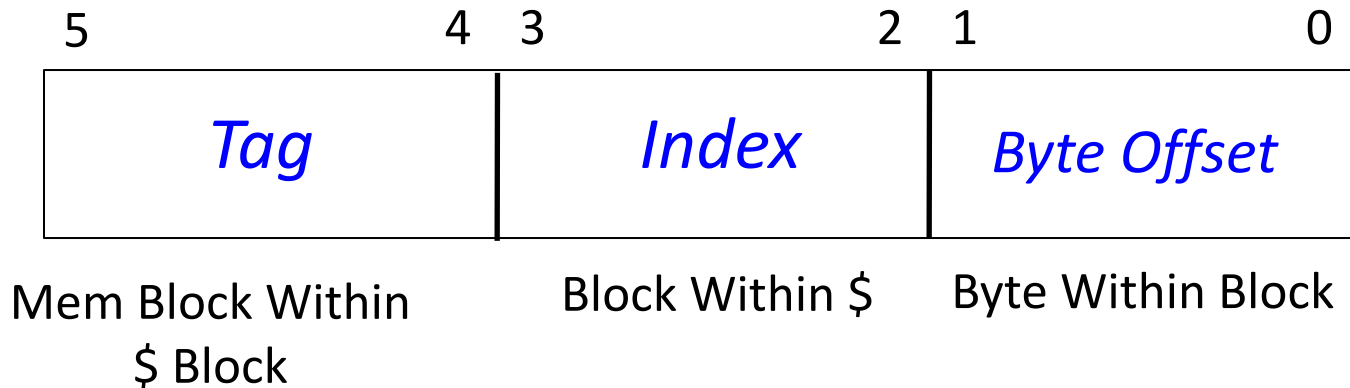 5 4 3 2 1 0
Tag Index Byte Offset
Mem Block Within Block Within $ Byte Within Block
$ Block